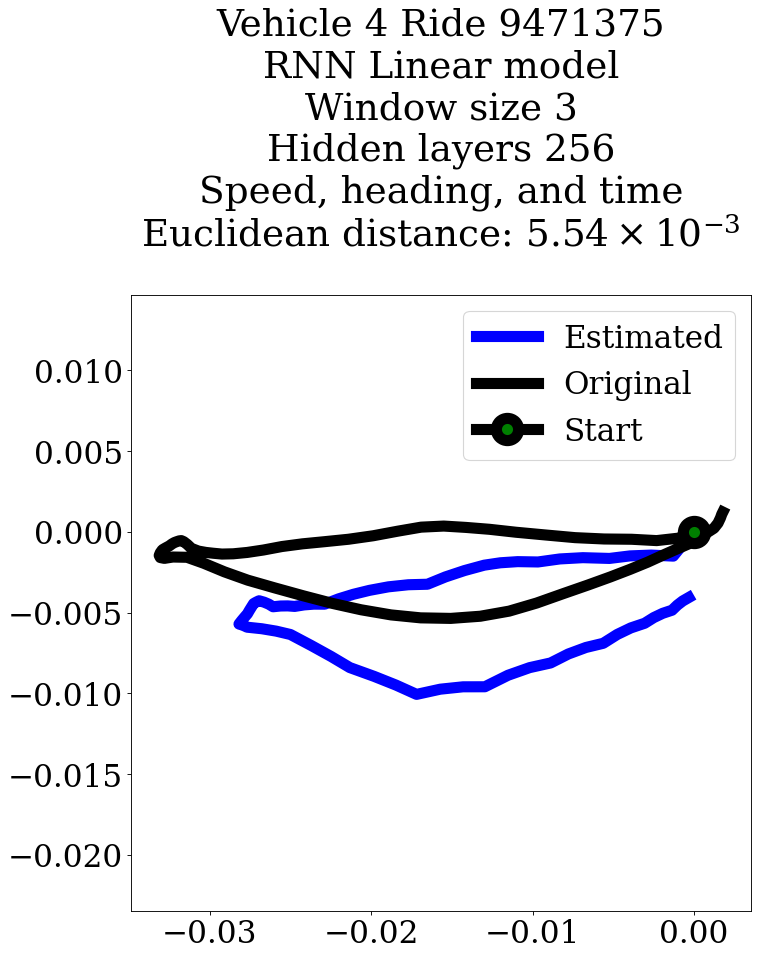 Vehicle 4 Ride 9471375
RNN Linear model
Window size 3
Hidden layers 256
Speed, heading, and time
Euclidean distance: 5.54 × 10⁻³
Estimated
Original
Start
0.010
0.005
0.000
−0.005
−0.010
−0.015
−0.020
−0.03
−0.02
−0.01
0.00